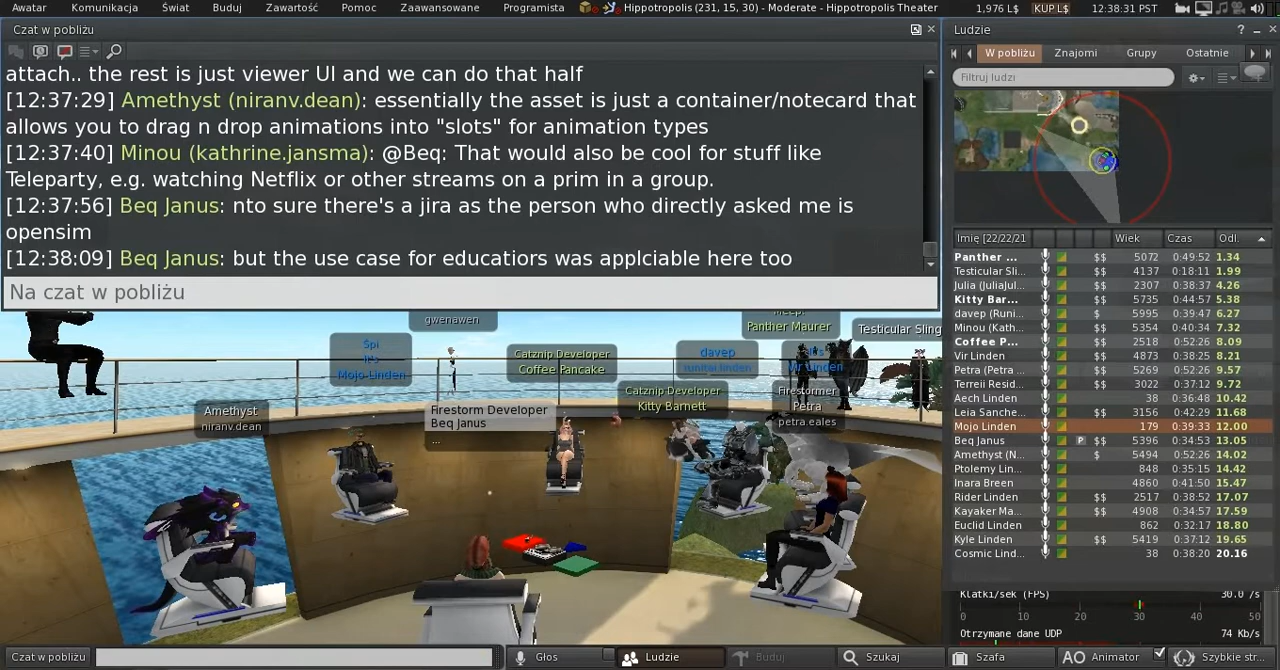 Awatar Komunikacja Świat Buduj Zawartość Pomoc Zaawansowane Programista Hippotropolis (231, 15, 30) - Moderate - Hippotropolis Theater 1,976 L$ KUP L$ 12:38:31 PST
Czat w pobliżu
attach.. the rest is just viewer UI and we can do that half
[12:37:29] Amethyst (niranv.dean): essentially the asset is just a container/notecard that
allows you to drag n drop animations into "slots" for animation types
[12:37:40] Minou (kathrine.jansma): @Beq: That would also be cool for stuff like
Teleparty, e.g. watching Netflix or other streams on a prim in a group.
[12:37:56] Beq Janus: nto sure there's a jira as the person who directly asked me is
opensim
[12:38:09] Beq Janus: but the use case for educatiors was applciable here too
Na czat w pobliżu
gwenawen
Spi
Mojo Linden
Catznip Developer
Coffee Pancake
davep
runitai.linden
Panther Maurer
Testicular Sling
Vir Linden
Catznip Developer
Kitty Barnett
Firestormer
Petra
petra.eales
Amethyst
niranv.dean
Firestorm Developer
Beq Janus
...
Ludzie
W pobliżu Znajomi Grupy Ostatnie
Filtruj ludzi
Imię [22/22/21 Wiek Czas Odl.
Panther ... $$ 5072 0:49:52 1.34
Testicular Sli... $$ 4137 0:18:11 1.99
Julia (JuliaJul... $$ 2307 0:38:37 4.26
Kitty Bar... $$ 5735 0:44:57 5.38
davep (Runi... $ 5995 0:39:47 6.27
Minou (Kath... $$ 5354 0:40:34 7.32
Coffee P... $$ 2518 0:52:26 8.09
Vir Linden $$ 4873 0:38:25 8.21
Petra (Petra ... $$ 5269 0:52:26 9.57
Terreii Resid... $$ 3022 0:37:12 9.72
Aech Linden 38 0:36:48 10.42
Leia Sanche... $$ 3156 0:42:29 11.68
Mojo Linden 179 0:39:33 12.00
Beq Janus P $$ 5396 0:34:53 13.05
Amethyst (N... $ 5494 0:52:26 14.02
Ptolemy Lin... 848 0:35:15 14.42
Inara Breen 4860 0:41:50 15.47
Rider Linden $$ 2517 0:38:52 17.07
Kayaker Ma... $$ 4908 0:34:57 17.59
Euclid Linden 862 0:32:17 18.80
Kyle Linden $$ 5419 0:37:12 19.65
Cosmic Lind... 38 0:38:20 20.16
Klatki/sek (FPS) 30.0 /s
0 10 20 30 40 50
Otrzymane dane UDP 74 Kb/s
Czat w pobliżu Głos Ludzie Buduj Szukaj Szafa AO Animator Szybkie str...